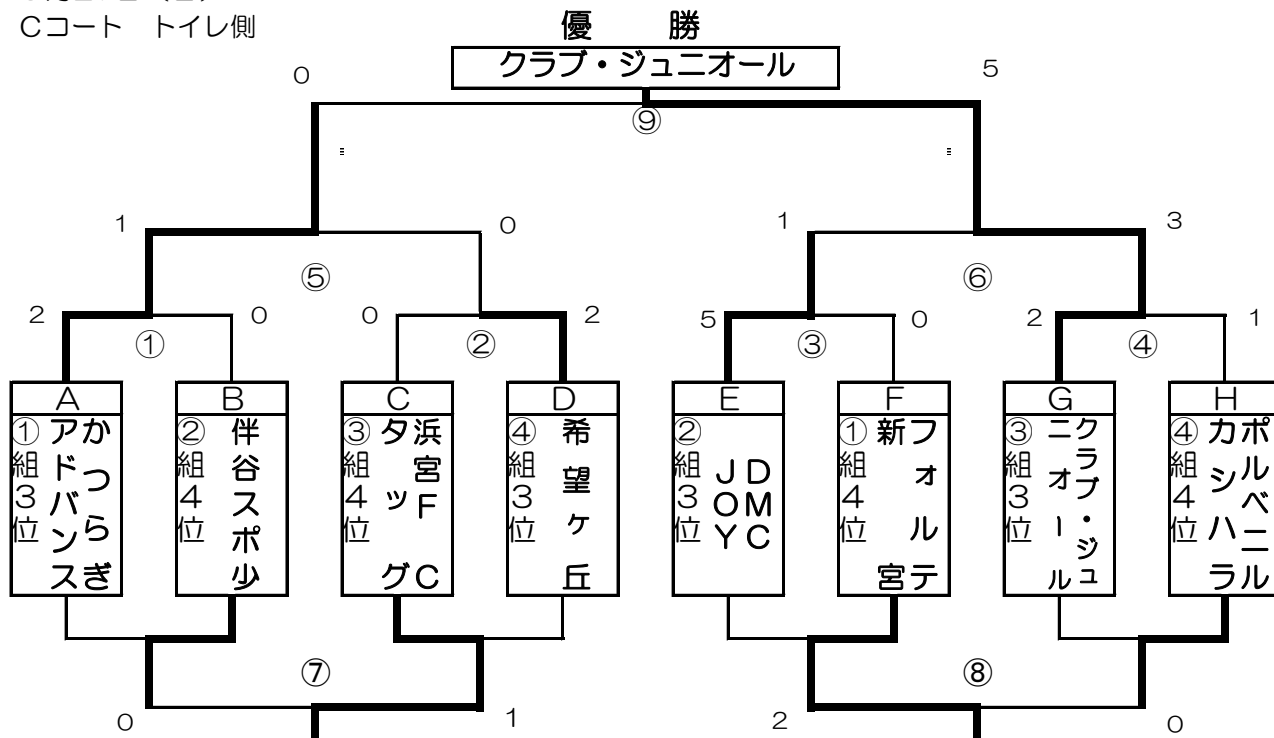 Cコート トイレ側
優 勝
クラブ・ジュニオール
0
5
⑨
1
0
1
3
⑤
⑥
2
0
0
2
5
0
2
1
①
②
③
④
A
B
C
D
E
F
G
H
①組3位
かつらぎ
アドバンス
②組4位
伴谷スポ少
③組4位
浜宮FC
タッグ
④組3位
希望ヶ丘
②組3位
DMC
JOY
①組4位
フォルテ
新宮
③組3位
クラブ・ジュ
ニオール
④組4位
ポルベニル
カシハラ
⑦
⑧
0
1
2
0